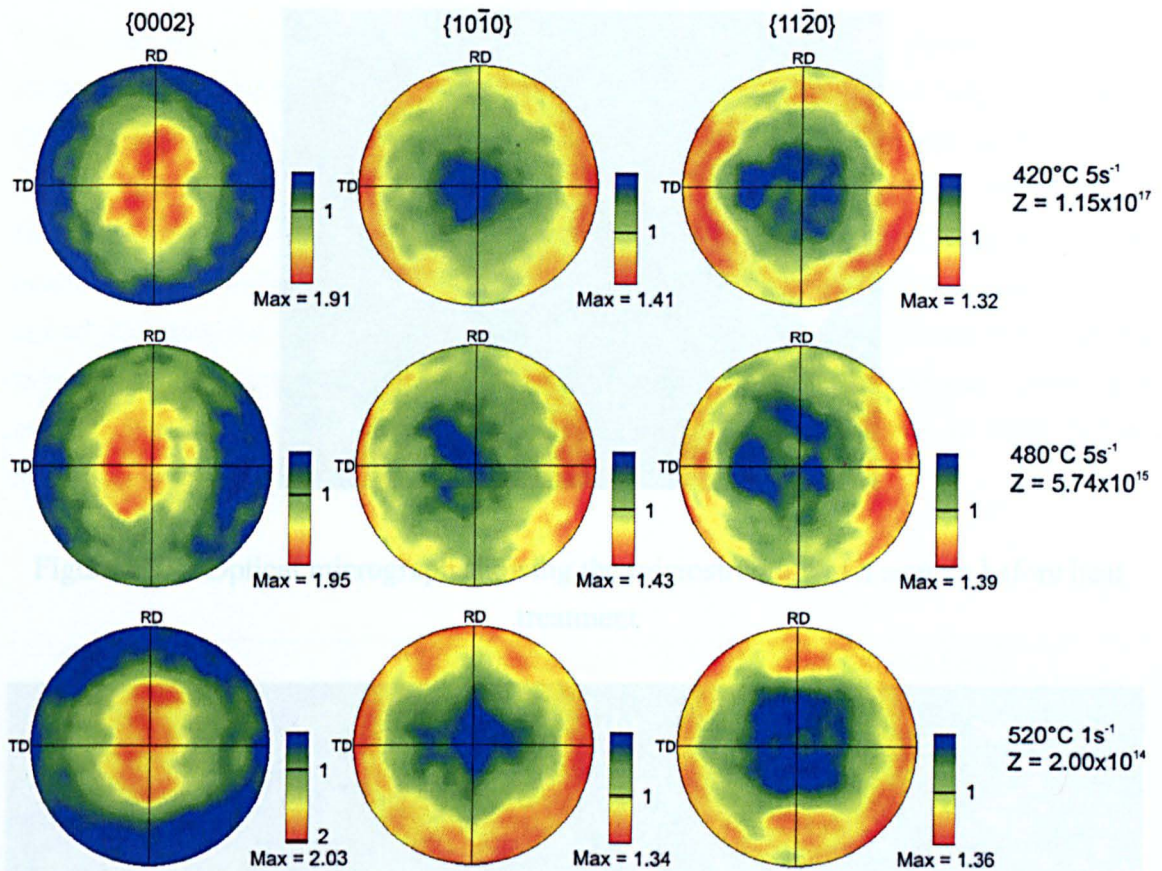 {0002} {101̄0} {112̄0}
RD RD RD
TD TD TD
1 1 1
420°C 5s⁻¹
Z = 1.15x10¹⁷
Max = 1.91 Max = 1.41 Max = 1.32
RD RD RD
TD TD TD
1 1 1
480°C 5s⁻¹
Z = 5.74x10¹⁵
Max = 1.95 Max = 1.43 Max = 1.39
RD RD RD
TD TD TD
1 1 1
520°C 1s⁻¹
Z = 2.00x10¹⁴
2
Max = 2.03 Max = 1.34 Max = 1.36
treatment